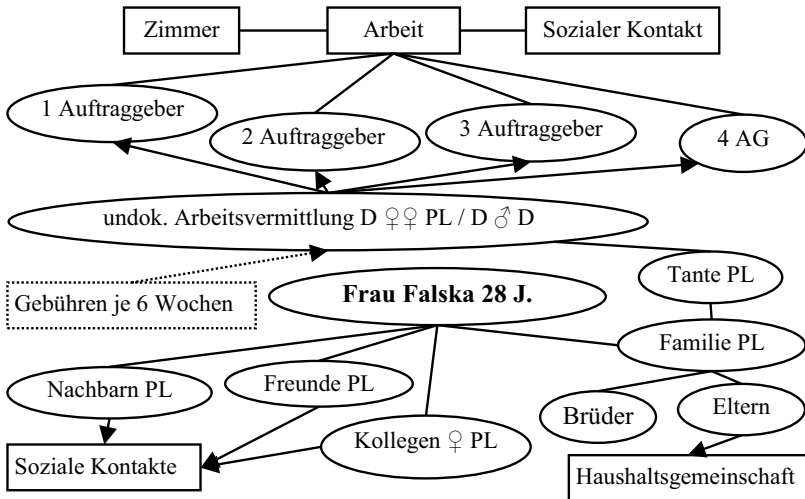 Zimmer
Arbeit
Sozialer Kontakt
1 Auftraggeber
2 Auftraggeber
3 Auftraggeber
4 AG
undok. Arbeitsvermittlung D ♀♀ PL / D ♂ D
Gebühren je 6 Wochen
Frau Falska 28 J.
Tante PL
Familie PL
Nachbarn PL
Freunde PL
Kollegen ♀ PL
Brüder
Eltern
Soziale Kontakte
Haushaltsgemeinschaft